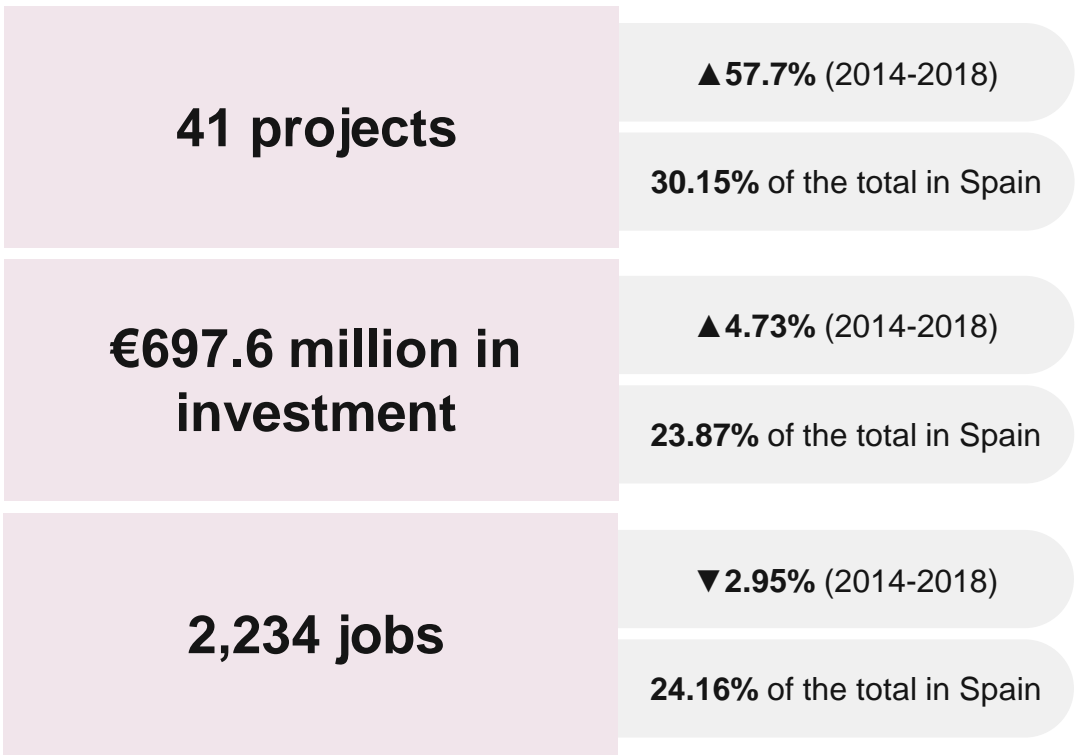 41 projects
▲57.7% (2014-2018)
30.15% of the total in Spain
€697.6 million in
investment
▲4.73% (2014-2018)
23.87% of the total in Spain
2,234 jobs
▼2.95% (2014-2018)
24.16% of the total in Spain